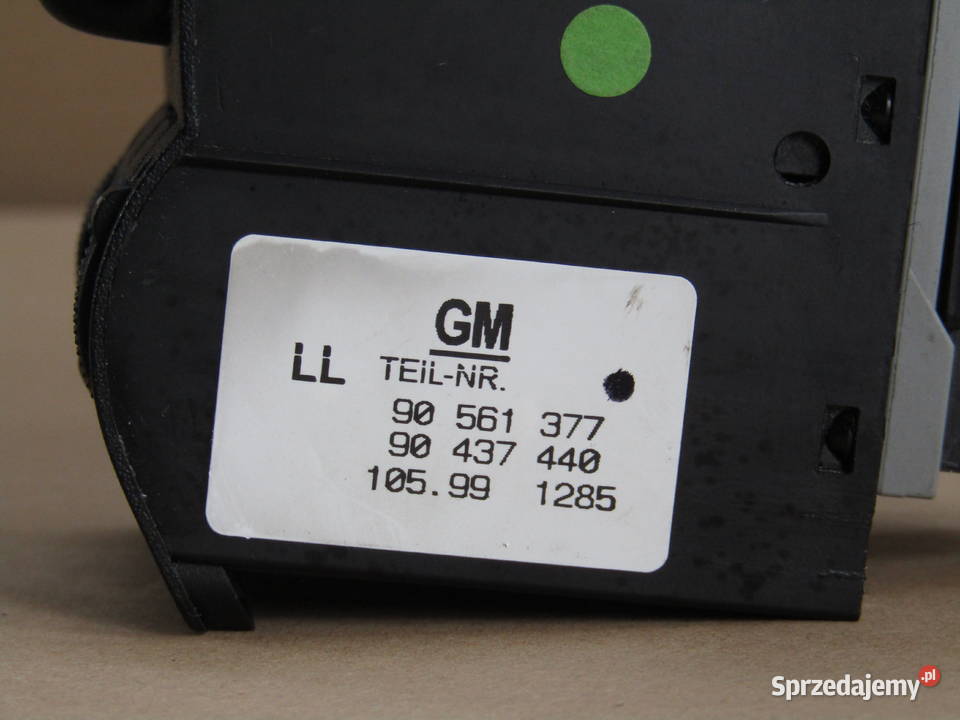 GM
LL TEIL-NR.
90 561 377
90 437 440
105.99 1285
Sprzedajemy.pl